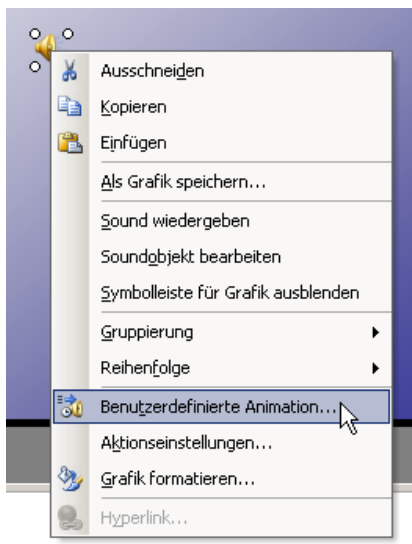 Ausschneiden
Kopieren
Einfügen
Als Grafik speichern...
Sound wiedergeben
Soundobjekt bearbeiten
Symbolleiste für Grafik ausblenden
Gruppierung
Reihenfolge
Benutzerdefinierte Animation...
Aktionseinstellungen...
Grafik formatieren...
Hyperlink...